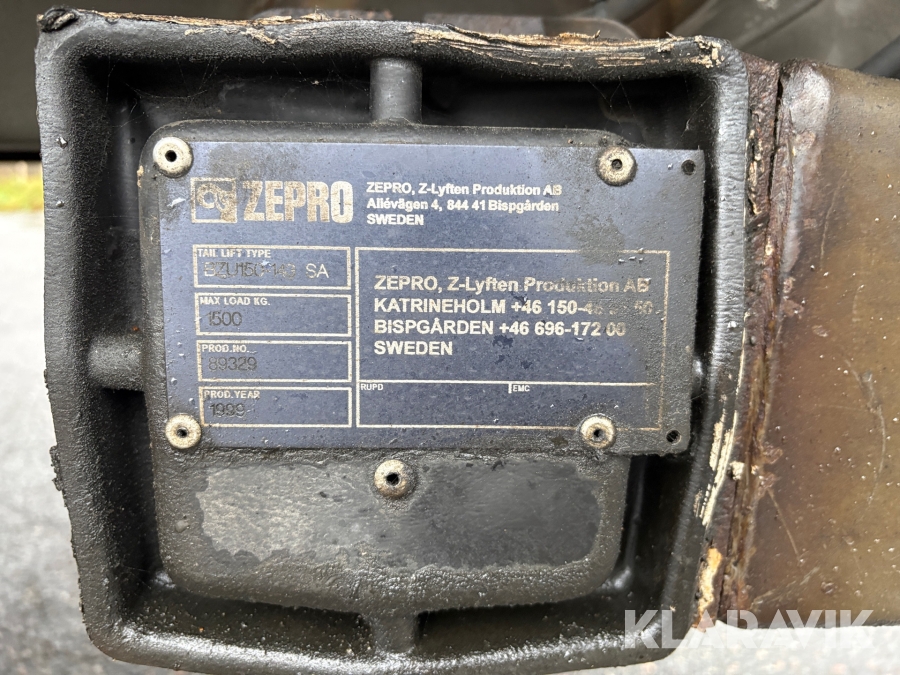 ZEPRO
ZEPRO, Z-Lyften Produktion AB
Allévägen 4, 844 41 Bispgården
SWEDEN
TAIL LIFT TYPE
SA
MAX LOAD KG.
1500
PROD.NO.
89329
PROD.YEAR
1999
ZEPRO, Z-Lyften Produktion AB
KATRINEHOLM +46
BISPGÅRDEN +46 696-172 00
SWEDEN
RUPD
EMC
KLARAVIK